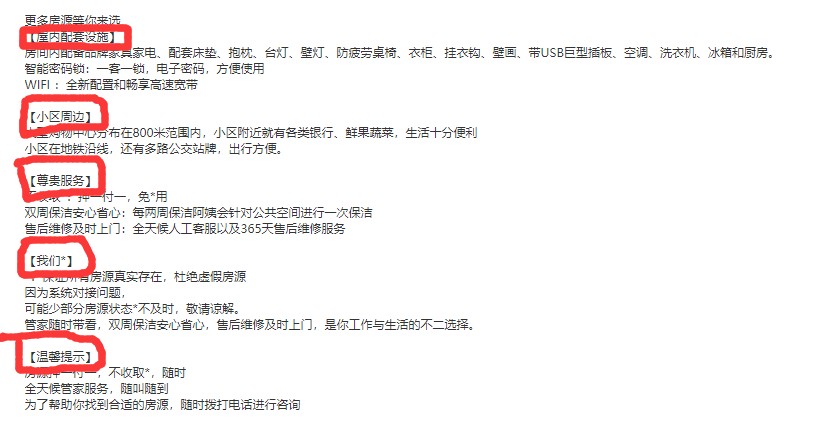 更多房源等你来选
【屋内配套设施】
房间内配备品牌家具家电、配套床垫、抱枕、台灯、壁灯、防疲劳桌椅、衣柜、挂衣钩、壁画、带USB巨型插板、空调、洗衣机、冰箱和厨房。
智能密码锁：一客一锁，电子密码，方便使用
WIFI ：全新配置和畅享高速宽带
【小区周边】
大型购物中心分布在800米范围内，小区附近就有各类银行、鲜果蔬菜，生活十分便利
小区在地铁沿线，还有多路公交站牌，出行方便。
【尊贵服务】
不收取*：押一付一，免*用
双周保洁安心省心：每两周保洁阿姨会针对公共空间进行一次保洁
售后维修及时上门：全天候人工客服以及365天售后维修服务
【我们*】
保证所有房源真实存在，杜绝虚假房源
因为系统对接问题，
可能少部分房源状态*不及时，敬请谅解。
管家随时带看，双周保洁安心省心，售后维修及时上门，是你工作与生活的不二选择。
【温馨提示】
房源押一付一，不收取*，随时
全天候管家服务，随叫随到
为了帮助你找到合适的房源，随时拨打电话进行咨询